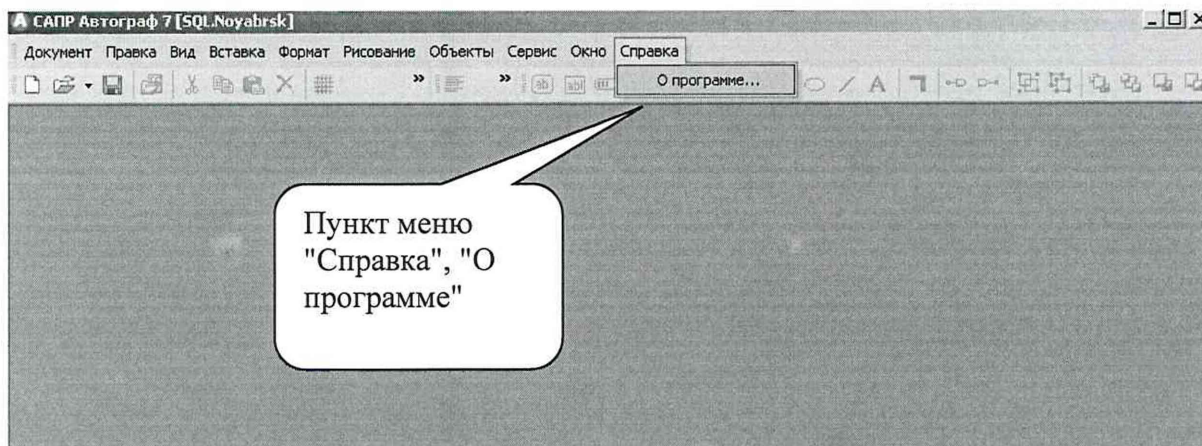 САПР Автограф 7 [SQL.Noyabrsk]
Документ Правка Вид Вставка Формат Рисование Объекты Сервис Окно Справка
О программе...
Пункт меню
"Справка", "О
программе"